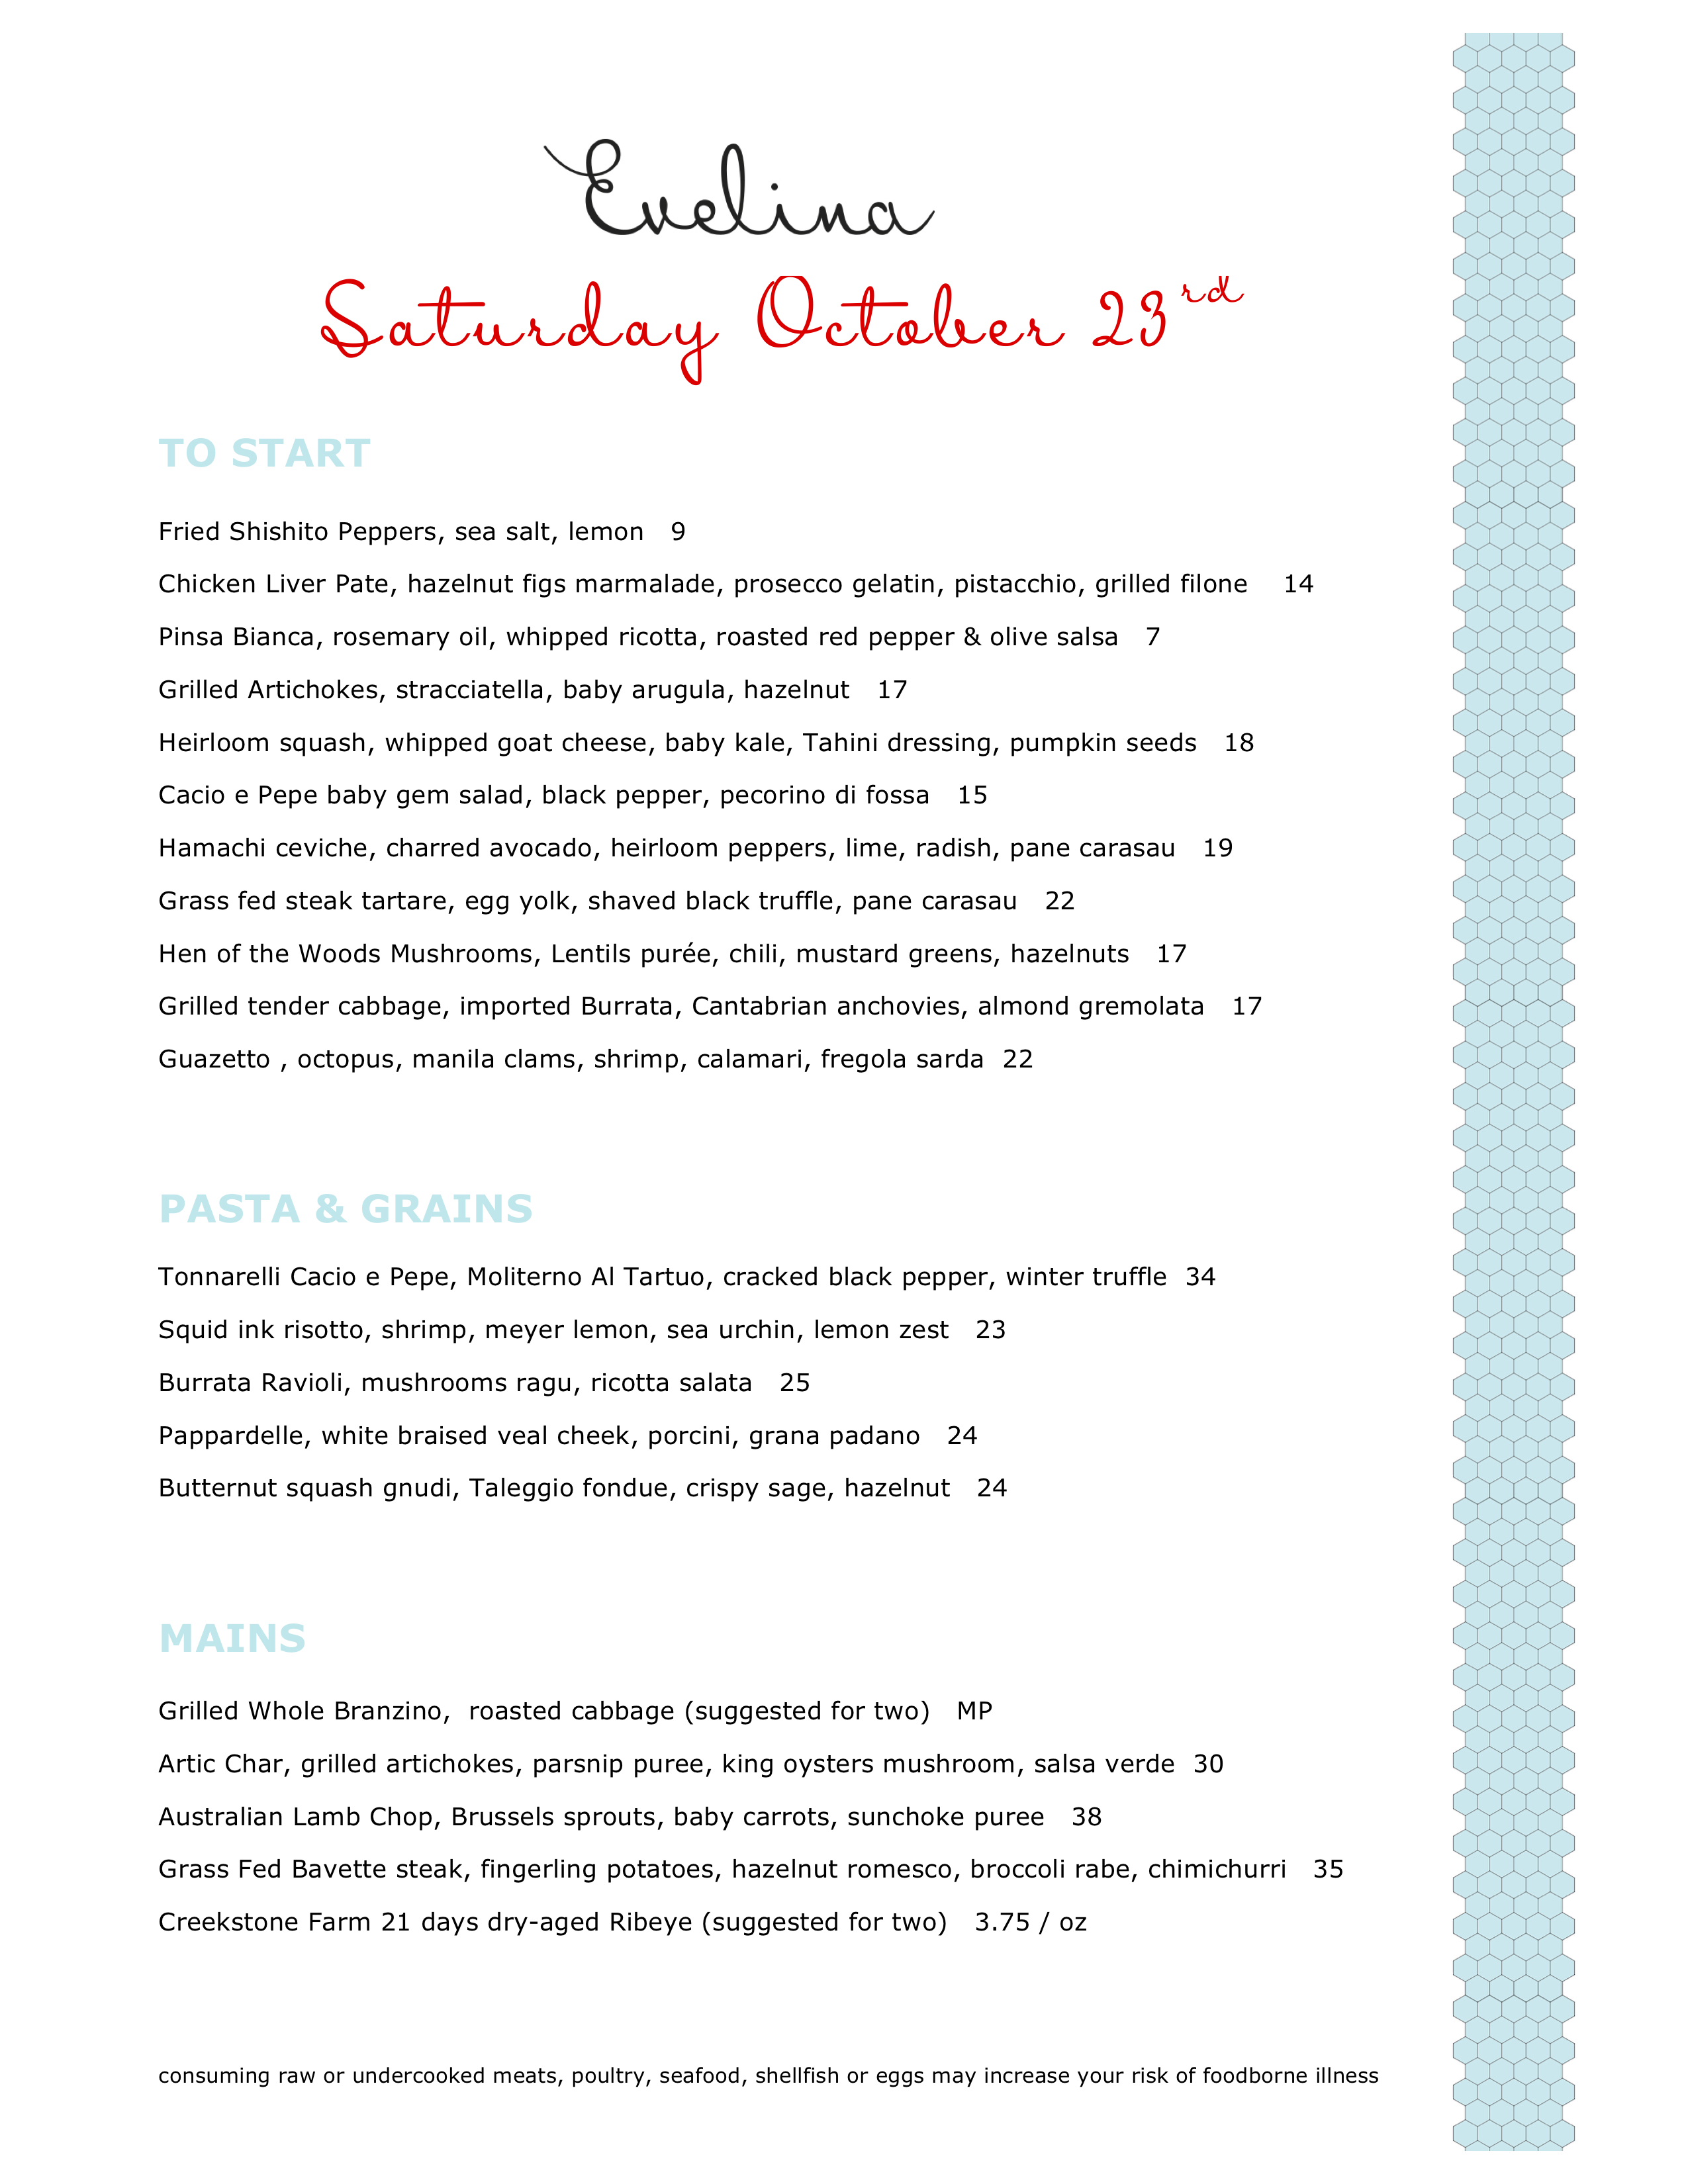 Evelina
Saturday October 23rd
TO START
Fried Shishito Peppers, sea salt, lemon 9
Chicken Liver Pate, hazelnut figs marmalade, prosecco gelatin, pistacchio, grilled filone 14
Pinsa Bianca, rosemary oil, whipped ricotta, roasted red pepper & olive salsa 7
Grilled Artichokes, stracciatella, baby arugula, hazelnut 17
Heirloom squash, whipped goat cheese, baby kale, Tahini dressing, pumpkin seeds 18
Cacio e Pepe baby gem salad, black pepper, pecorino di fossa 15
Hamachi ceviche, charred avocado, heirloom peppers, lime, radish, pane carasau 19
Grass fed steak tartare, egg yolk, shaved black truffle, pane carasau 22
Hen of the Woods Mushrooms, Lentils purée, chili, mustard greens, hazelnuts 17
Grilled tender cabbage, imported Burrata, Cantabrian anchovies, almond gremolata 17
Guazetto , octopus, manila clams, shrimp, calamari, fregola sarda 22
PASTA & GRAINS
Tonnarelli Cacio e Pepe, Moliterno Al Tartuo, cracked black pepper, winter truffle 34
Squid ink risotto, shrimp, meyer lemon, sea urchin, lemon zest 23
Burrata Ravioli, mushrooms ragu, ricotta salata 25
Pappardelle, white braised veal cheek, porcini, grana padano 24
Butternut squash gnudi, Taleggio fondue, crispy sage, hazelnut 24
MAINS
Grilled Whole Branzino, roasted cabbage (suggested for two) MP
Artic Char, grilled artichokes, parsnip puree, king oysters mushroom, salsa verde 30
Australian Lamb Chop, Brussels sprouts, baby carrots, sunchoke puree 38
Grass Fed Bavette steak, fingerling potatoes, hazelnut romesco, broccoli rabe, chimichurri 35
Creekstone Farm 21 days dry-aged Ribeye (suggested for two) 3.75 / oz
consuming raw or undercooked meats, poultry, seafood, shellfish or eggs may increase your risk of foodborne illness